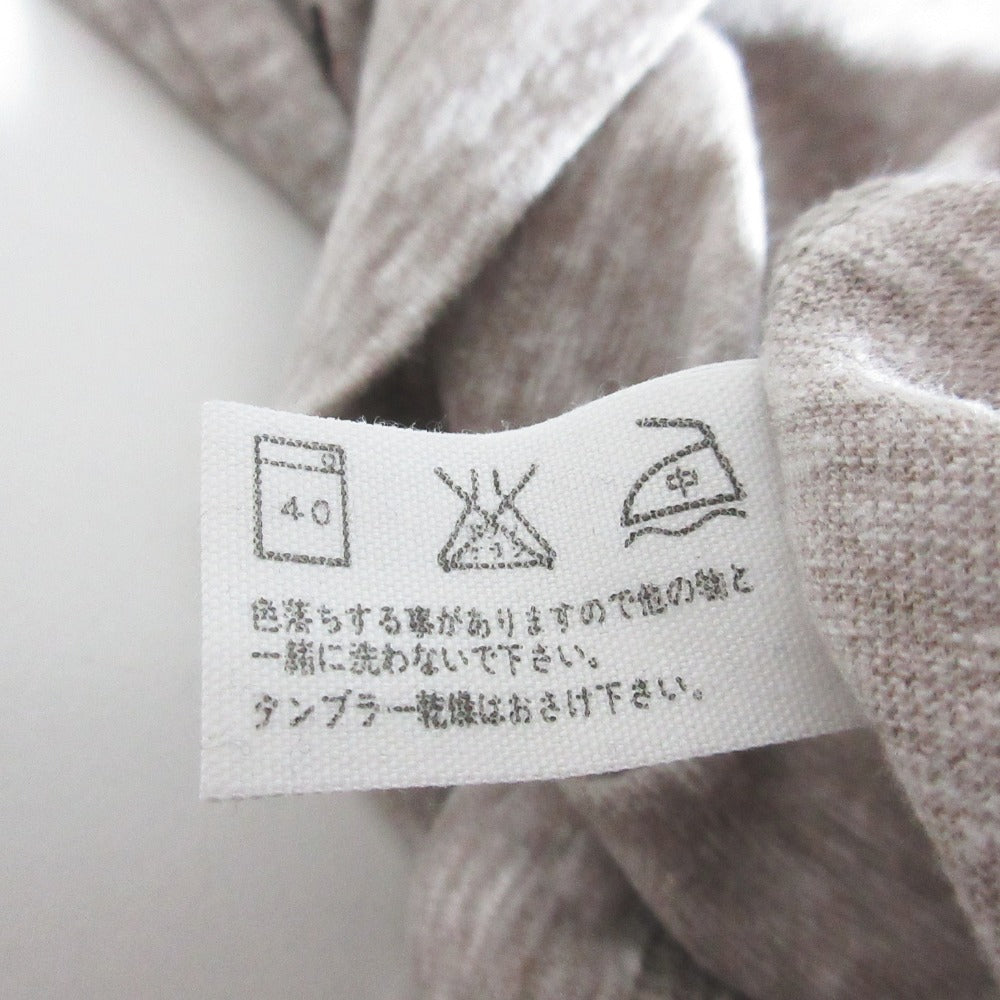 40
中
色落ちする事がありますので他の物と
一緒に洗わないで下さい。
タンブラー乾燥はおさけ下さい。